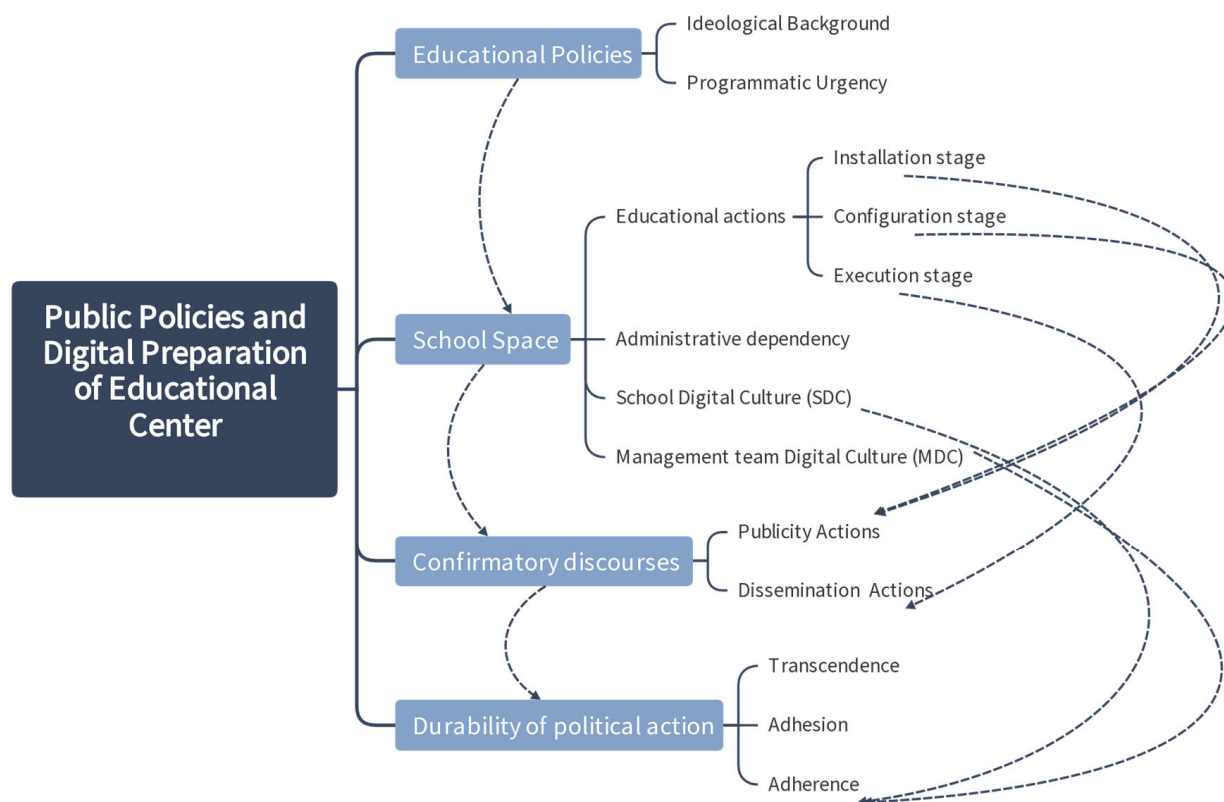 Public Policies and
Digital Preparation
of Educational
Center
Educational Policies
Ideological Background
Programmatic Urgency
School Space
Educational actions
Installation stage
Configuration stage
Execution stage
Administrative dependency
School Digital Culture (SDC)
Management team Digital Culture (MDC)
Confirmatory discourses
Publicity Actions
Dissemination Actions
Durability of political action
Transcendence
Adhesion
Adherence